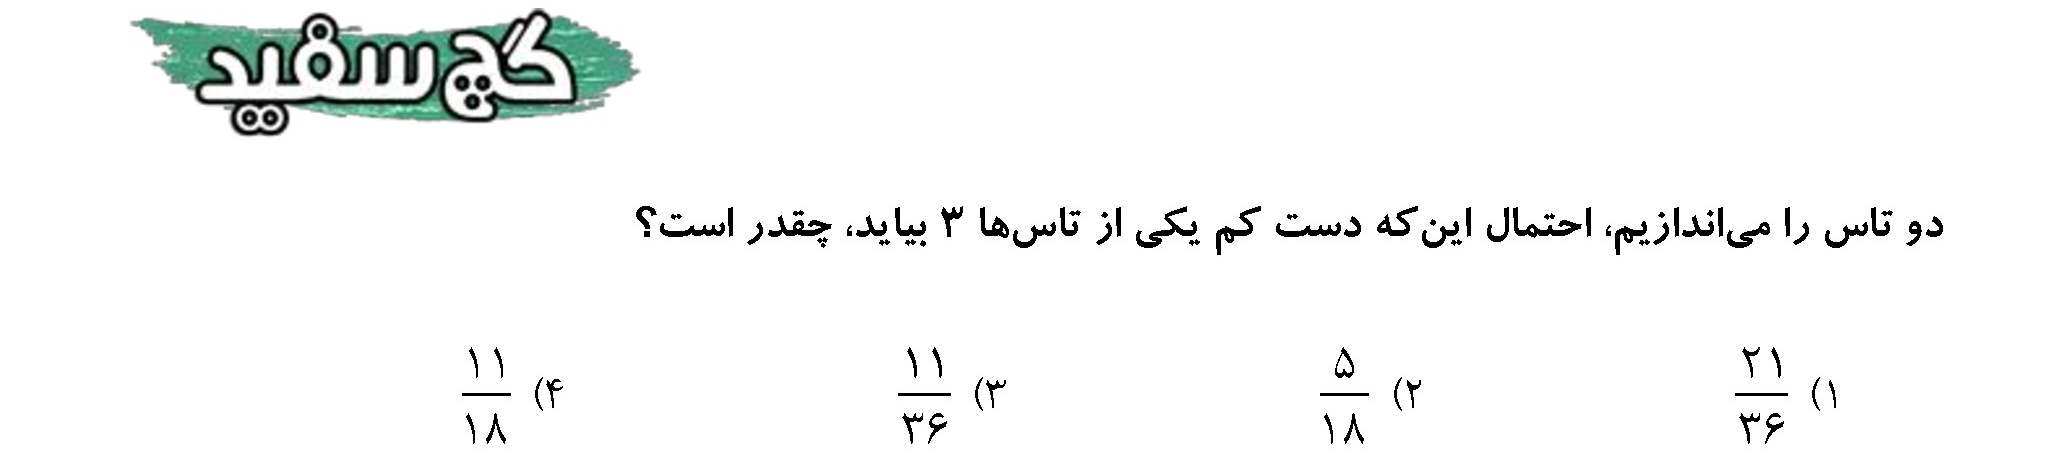 گچ سفید
دو تاس را می‌اندازیم، احتمال این‌که دست کم یکی از تاس‌ها ۳ بیاید، چقدر است؟
۱) ۲۱/۳۶ ۲) ۵/۱۸ ۳) ۱۱/۳۶ ۴) ۱۱/۱۸